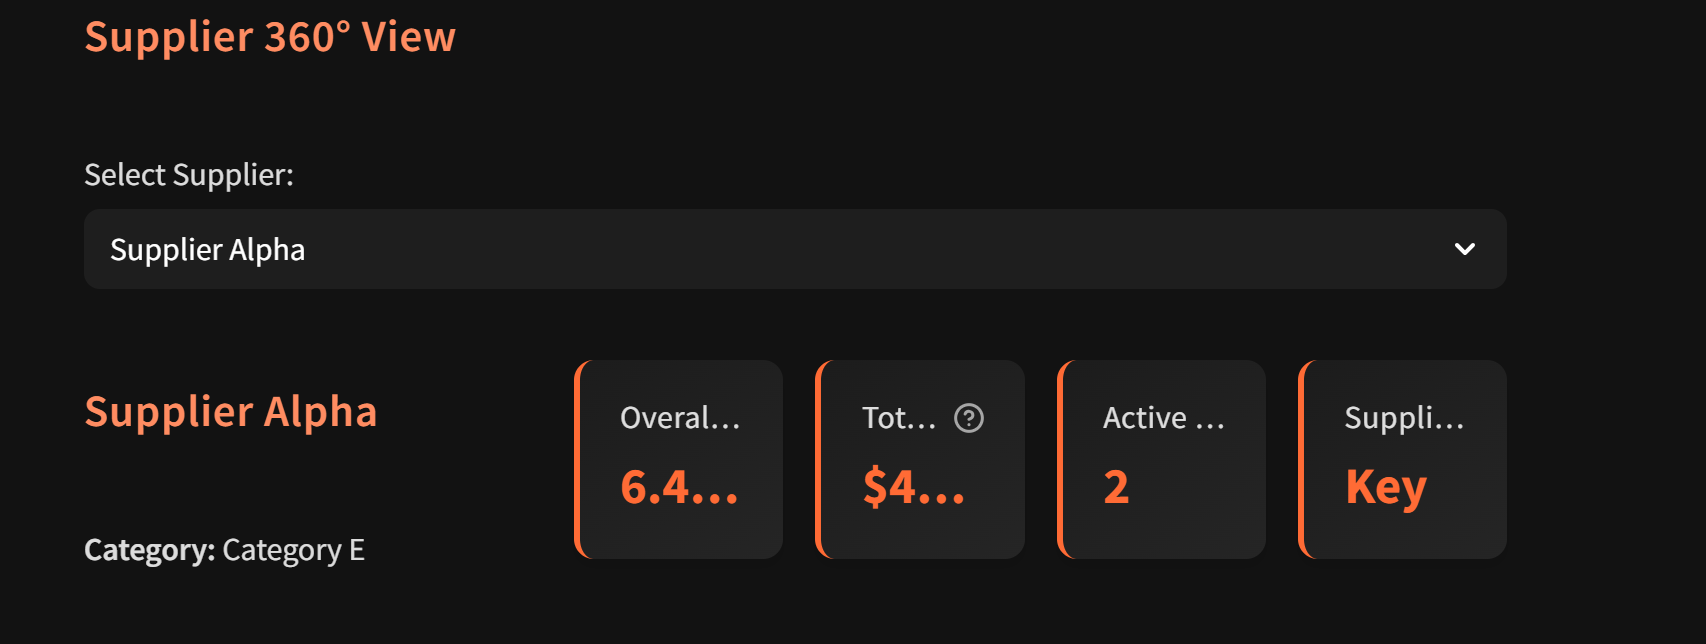 Supplier 360° View
Select Supplier:
Supplier Alpha
Supplier Alpha
Category: Category E
Overal...
6.4...
Tot...
$4...
Active ...
2
Suppli...
Key